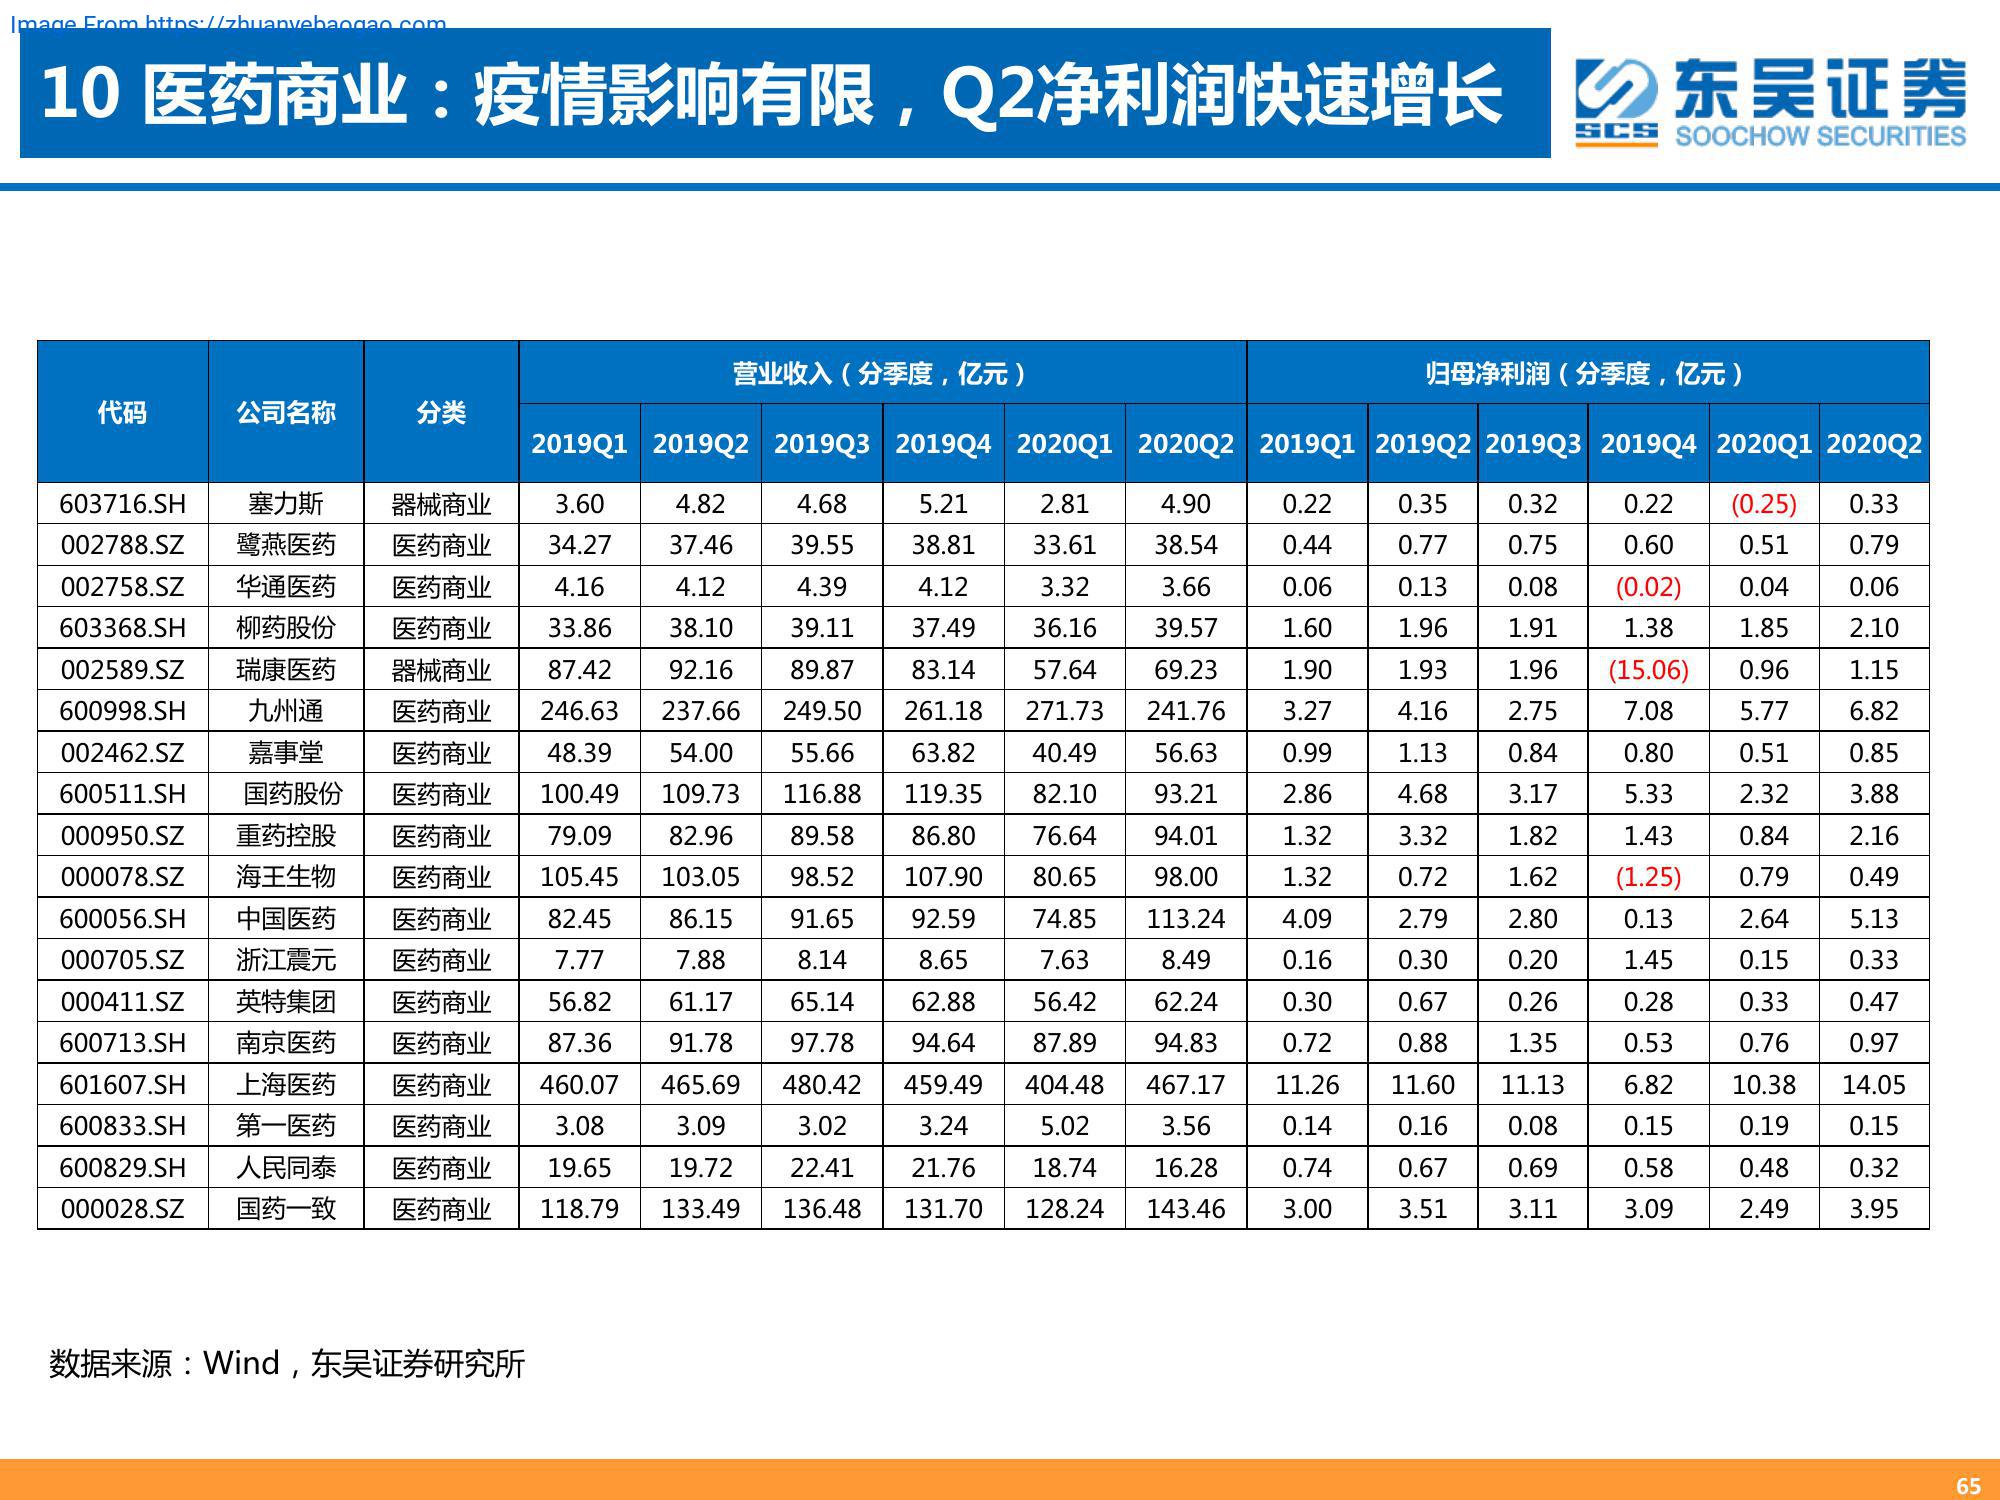 Image From https://zhuanyebaogao.com
10 医药商业：疫情影响有限，Q2净利润快速增长
东吴证券
SCS SOOCHOW SECURITIES
代码 公司名称 分类 营业收入（分季度，亿元） 归母净利润（分季度，亿元）
2019Q1 2019Q2 2019Q3 2019Q4 2020Q1 2020Q2 2019Q1 2019Q2 2019Q3 2019Q4 2020Q1 2020Q2
603716.SH 塞力斯 器械商业 3.60 4.82 4.68 5.21 2.81 4.90 0.22 0.35 0.32 0.22 (0.25) 0.33
002788.SZ 鹭燕医药 医药商业 34.27 37.46 39.55 38.81 33.61 38.54 0.44 0.77 0.75 0.60 0.51 0.79
002758.SZ 华通医药 医药商业 4.16 4.12 4.39 4.12 3.32 3.66 0.06 0.13 0.08 (0.02) 0.04 0.06
603368.SH 柳药股份 医药商业 33.86 38.10 39.11 37.49 36.16 39.57 1.60 1.96 1.91 1.38 1.85 2.10
002589.SZ 瑞康医药 器械商业 87.42 92.16 89.87 83.14 57.64 69.23 1.90 1.93 1.96 (15.06) 0.96 1.15
600998.SH 九州通 医药商业 246.63 237.66 249.50 261.18 271.73 241.76 3.27 4.16 2.75 7.08 5.77 6.82
002462.SZ 嘉事堂 医药商业 48.39 54.00 55.66 63.82 40.49 56.63 0.99 1.13 0.84 0.80 0.51 0.85
600511.SH 国药股份 医药商业 100.49 109.73 116.88 119.35 82.10 93.21 2.86 4.68 3.17 5.33 2.32 3.88
000950.SZ 重药控股 医药商业 79.09 82.96 89.58 86.80 76.64 94.01 1.32 3.32 1.82 1.43 0.84 2.16
000078.SZ 海王生物 医药商业 105.45 103.05 98.52 107.90 80.65 98.00 1.32 0.72 1.62 (1.25) 0.79 0.49
600056.SH 中国医药 医药商业 82.45 86.15 91.65 92.59 74.85 113.24 4.09 2.79 2.80 0.13 2.64 5.13
000705.SZ 浙江震元 医药商业 7.77 7.88 8.14 8.65 7.63 8.49 0.16 0.30 0.20 1.45 0.15 0.33
000411.SZ 英特集团 医药商业 56.82 61.17 65.14 62.88 56.42 62.24 0.30 0.67 0.26 0.28 0.33 0.47
600713.SH 南京医药 医药商业 87.36 91.78 97.78 94.64 87.89 94.83 0.72 0.88 1.35 0.53 0.76 0.97
601607.SH 上海医药 医药商业 460.07 465.69 480.42 459.49 404.48 467.17 11.26 11.60 11.13 6.82 10.38 14.05
600833.SH 第一医药 医药商业 3.08 3.09 3.02 3.24 5.02 3.56 0.14 0.16 0.08 0.15 0.19 0.15
600829.SH 人民同泰 医药商业 19.65 19.72 22.41 21.76 18.74 16.28 0.74 0.67 0.69 0.58 0.48 0.32
000028.SZ 国药一致 医药商业 118.79 133.49 136.48 131.70 128.24 143.46 3.00 3.51 3.11 3.09 2.49 3.95
数据来源：Wind，东吴证券研究所
65